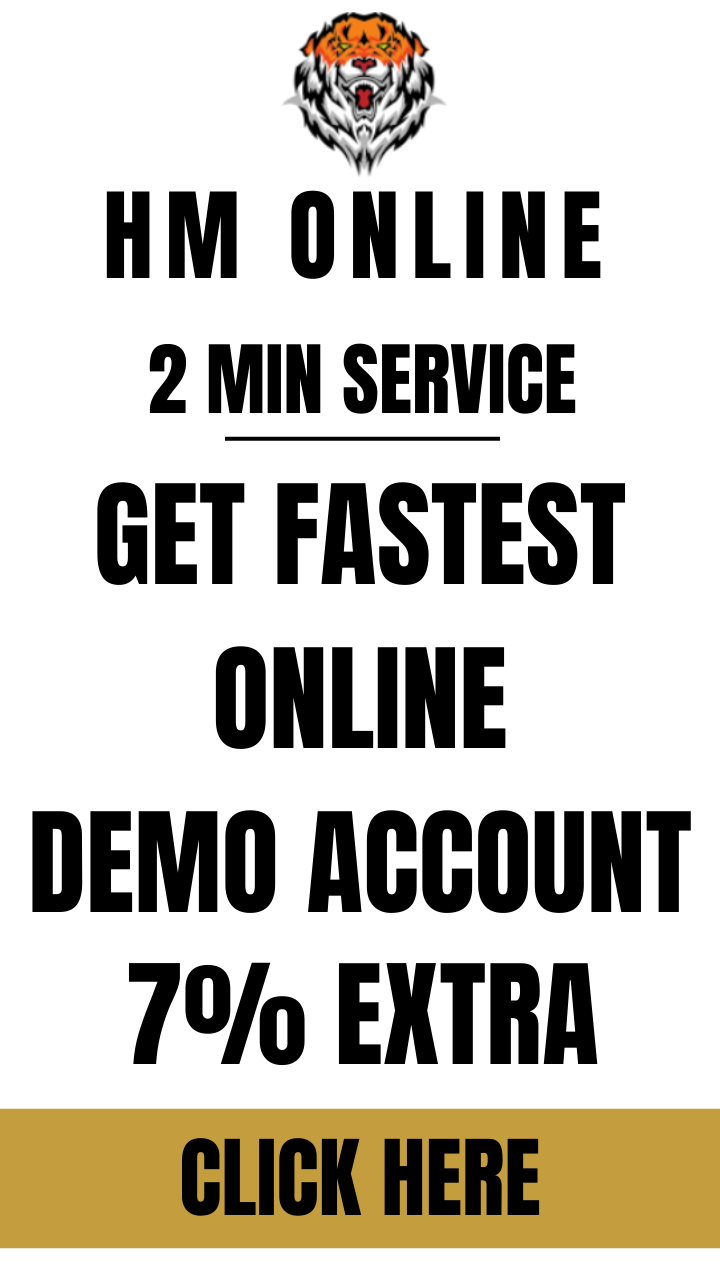 HM ONLINE
2 MIN SERVICE
GET FASTEST
ONLINE
DEMO ACCOUNT
7% EXTRA
CLICK HERE